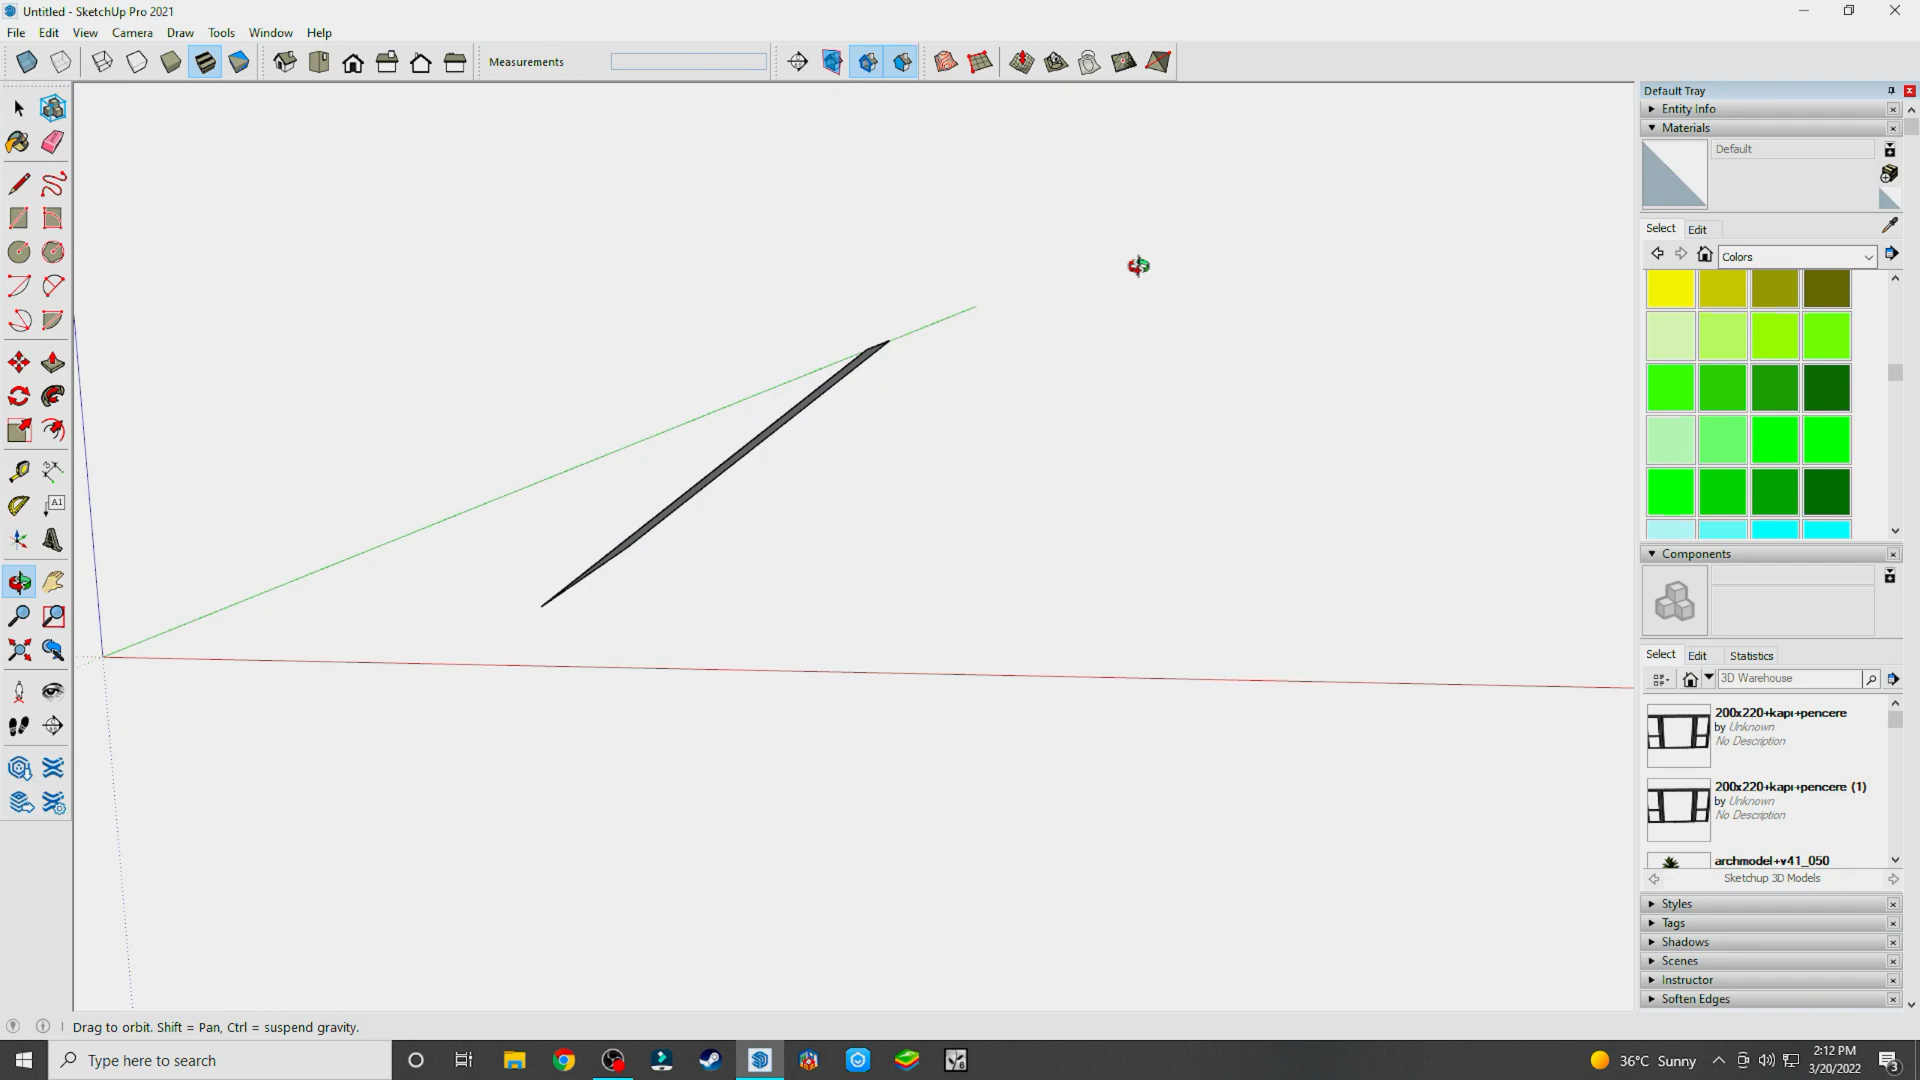 Untitled - SketchUp Pro 2021
File Edit View Camera Draw Tools Window Help
Measurements
Default Tray
Entity Info
Materials
Default
Select Edit
Colors
Components
Select Edit Statistics
3D Warehouse
200x220+kapı+pencere
by Unknown
No Description
200x220+kapı+pencere (1)
by Unknown
No Description
archmodel+v41_050
Sketchup 3D Models
Styles
Tags
Shadows
Scenes
Instructor
Soften Edges
Drag to orbit. Shift = Pan, Ctrl = suspend gravity.
Type here to search
36°C Sunny
2:12 PM
3/20/2022
3